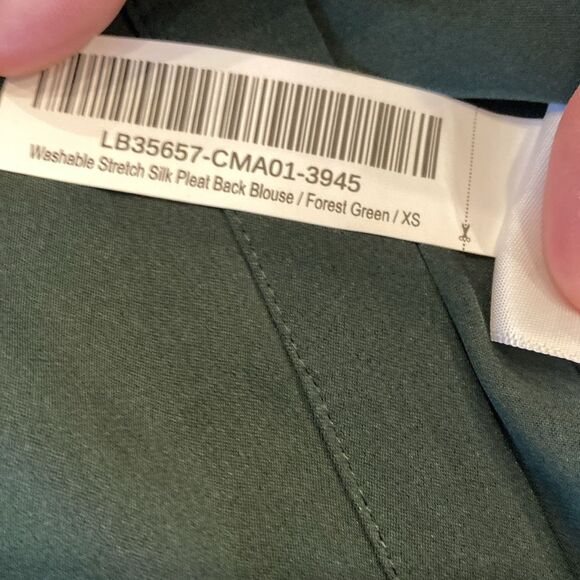 LB35657-CMA01-3945
Washable Stretch Silk Pleat Back Blouse / Forest Green / XS